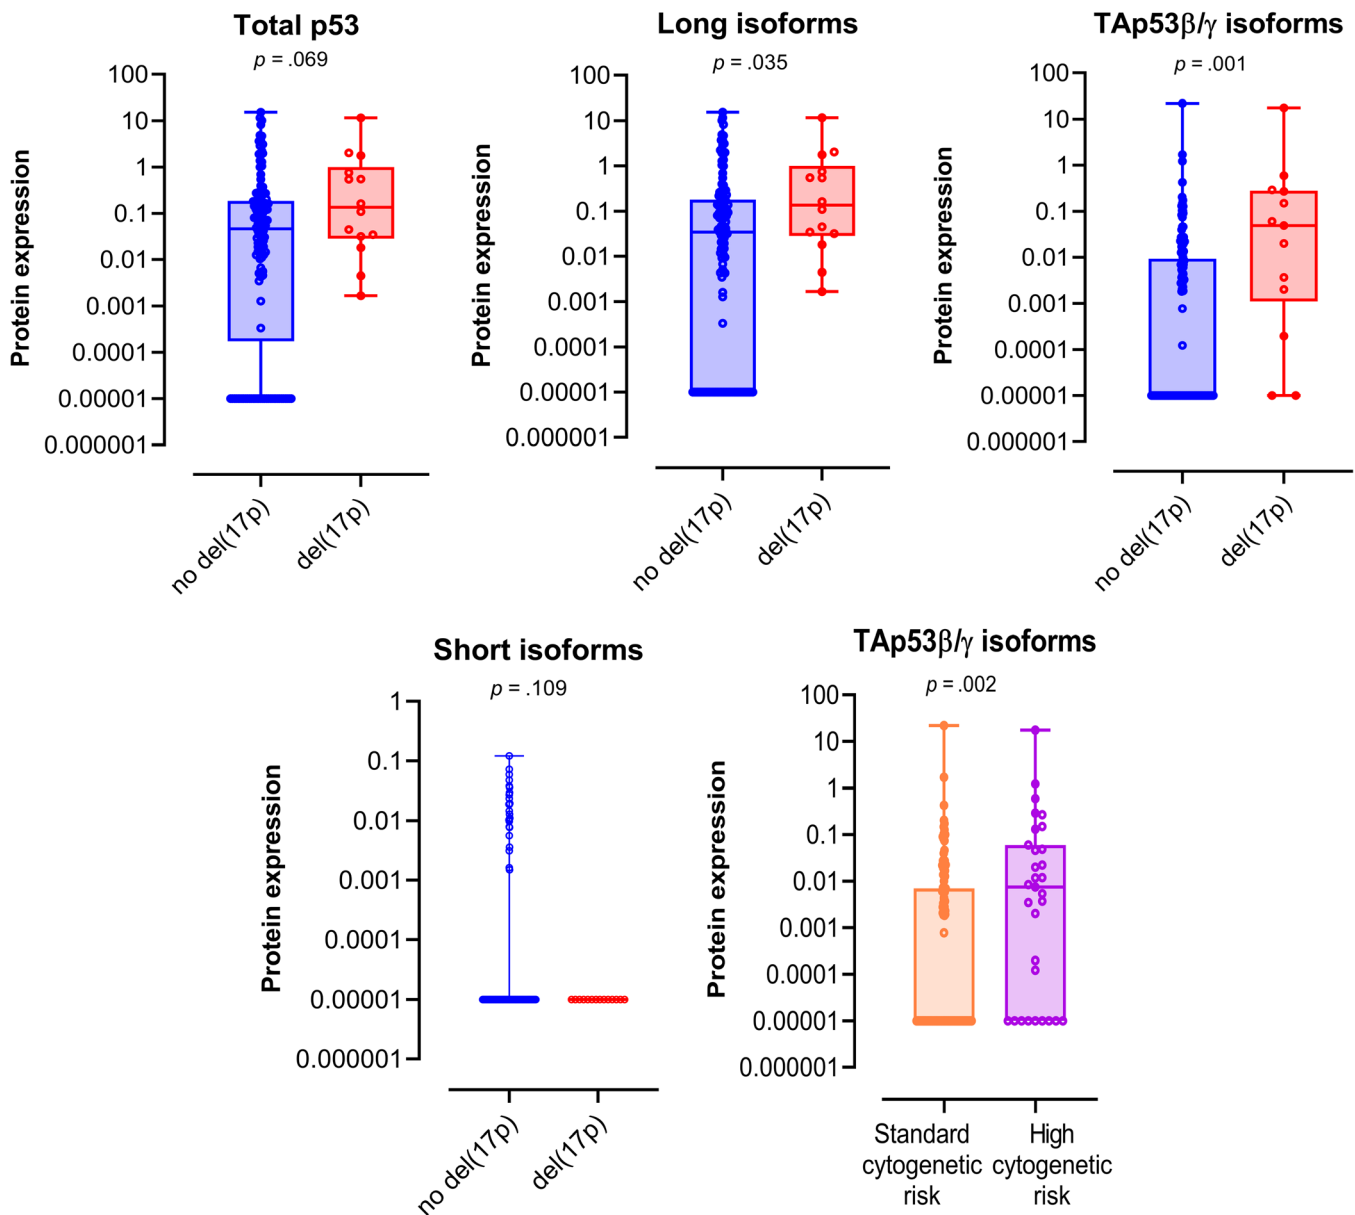 Total p53
p = .069
Protein expression
100
10
1
0.1
0.01
0.001
0.0001
0.00001
0.000001
no del(17p)
del(17p)
Long isoforms
p = .035
Protein expression
100
10
1
0.1
0.01
0.001
0.0001
0.00001
0.000001
no del(17p)
del(17p)
TAp53β/γ isoforms
p = .001
Protein expression
100
10
1
0.1
0.01
0.001
0.0001
0.00001
0.000001
no del(17p)
del(17p)
Short isoforms
p = .109
Protein expression
1
0.1
0.01
0.001
0.0001
0.00001
0.000001
no del(17p)
del(17p)
TAp53β/γ isoforms
p = .002
Protein expression
100
10
1
0.1
0.01
0.001
0.0001
0.00001
0.000001
Standard
cytogenetic
risk
High
cytogenetic
risk